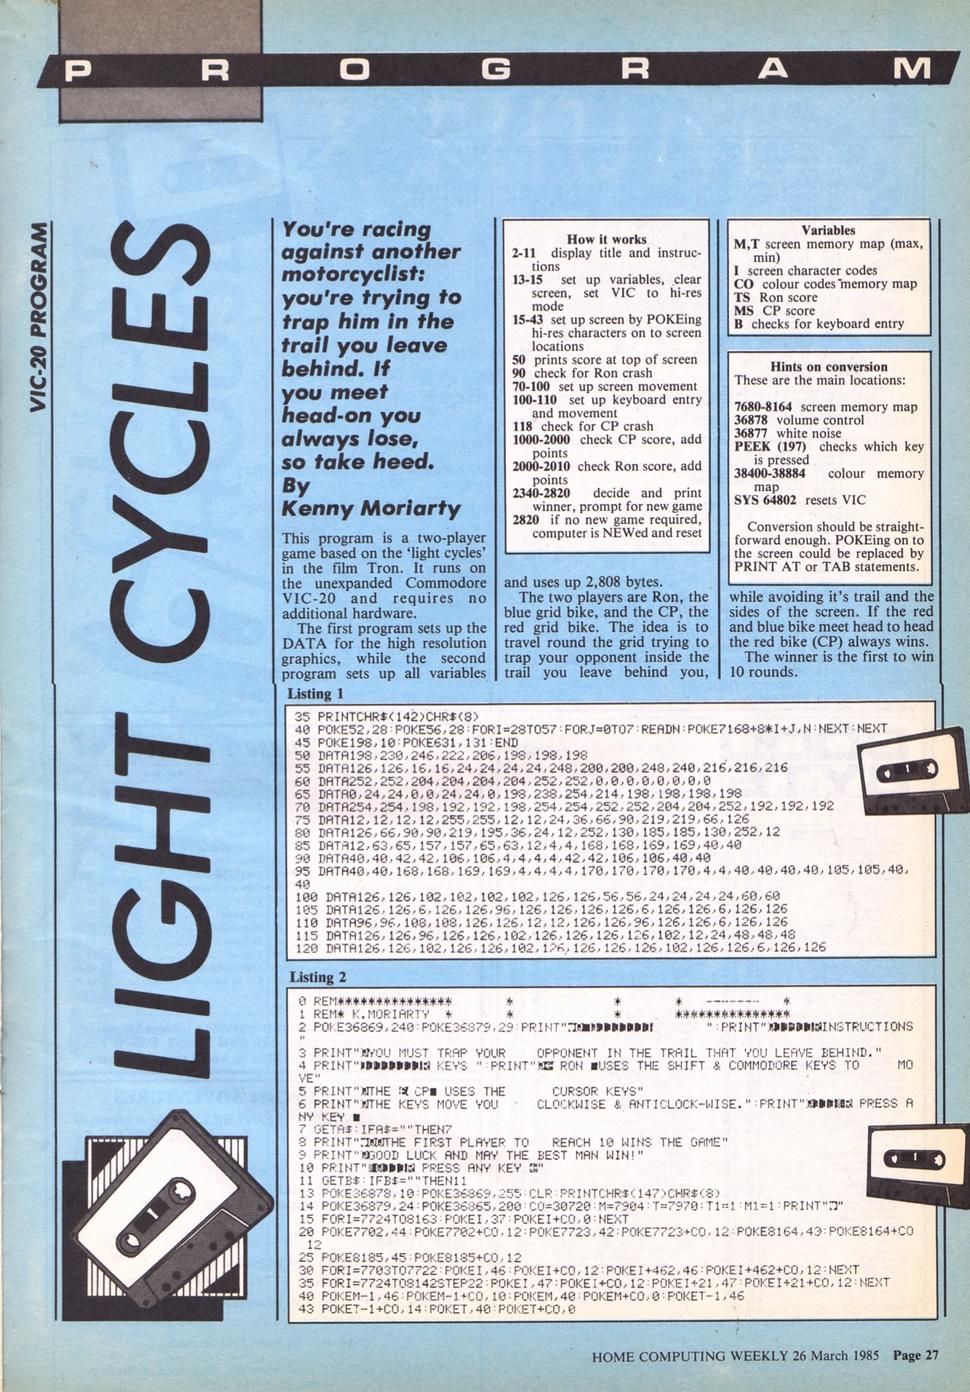 P R O G R A M
VIC-20 PROGRAM
LIGHT CYCLES
You're racing
against another
motorcyclist:
you're trying to
trap him in the
trail you leave
behind. If
you meet
head-on you
always lose,
so take heed.
By
Kenny Moriarty
This program is a two-player
game based on the 'light cycles'
in the film Tron. It runs on
the unexpanded Commodore
VIC-20 and requires no
additional hardware.
The first program sets up the
DATA for the high resolution
graphics, while the second
program sets up all variables
How it works
2-11 display title and instruc-
tions
13-15 set up variables, clear
screen, set VIC to hi-res
mode
15-43 set up screen by POKEing
hi-res characters on to screen
locations
50 prints score at top of screen
90 check for Ron crash
70-100 set up screen movement
100-110 set up keyboard entry
and movement
118 check for CP crash
1000-2000 check CP score, add
points
2000-2010 check Ron score, add
points
2340-2820 decide and print
winner, prompt for new game
2820 if no new game required,
computer is NEWed and reset
and uses up 2,808 bytes.
The two players are Ron, the
blue grid bike, and the CP, the
red grid bike. The idea is to
travel round the grid trying to
trap your opponent inside the
trail you leave behind you,
Variables
M,T screen memory map (max,
min)
I screen character codes
CO colour codes memory map
TS Ron score
MS CP score
B checks for keyboard entry
Hints on conversion
These are the main locations:
7680-8164 screen memory map
36878 volume control
36877 white noise
PEEK (197) checks which key
is pressed
38400-38884 colour memory
map
SYS 64802 resets VIC
Conversion should be straight-
forward enough. POKEing on to
the screen could be replaced by
PRINT AT or TAB statements.
while avoiding it's trail and the
sides of the screen. If the red
and blue bike meet head to head
the red bike (CP) always wins.
The winner is the first to win
10 rounds.
Listing 1
35 PRINTCHR$(142)CHR$(8)
40 POKE52,28:POKE56,28:FORI=28TO57:FORJ=0TO7:READN:POKE7168+8*I+J,N:NEXT:NEXT
45 POKE198,10:POKE631,131:END
50 DATA198,230,246,222,206,198,198,198
55 DATA126,126,16,16,24,24,24,24,248,200,200,248,240,216,216,216
60 DATA252,252,204,204,204,204,252,252,0,0,0,0,0,0,0,0
65 DATA0,24,24,0,0,24,24,0,198,238,254,214,198,198,198,198
70 DATA254,254,198,192,192,198,254,254,252,252,204,204,252,192,192,192
75 DATA12,12,12,12,255,255,12,12,24,36,66,90,219,219,66,126
80 DATA126,66,90,90,219,195,36,24,12,252,130,185,185,130,252,12
85 DATA12,63,65,157,157,65,63,12,4,4,168,168,169,169,40,40
90 DATA40,40,42,42,106,106,4,4,4,4,42,42,106,106,40,40
95 DATA40,40,168,168,169,169,4,4,4,4,170,170,170,170,4,4,40,40,40,40,105,105,40,
40
100 DATA126,126,102,102,102,102,126,126,56,56,24,24,24,24,60,60
105 DATA126,126,6,126,126,96,126,126,126,126,6,126,126,6,126,126
110 DATA96,96,108,108,126,126,12,12,126,126,96,126,126,6,126,126
115 DATA126,126,96,126,126,102,126,126,126,126,102,12,24,48,48,48
120 DATA126,126,102,126,126,102,126,126,126,126,102,126,126,6,126,126
Listing 2
0 REM*************** * * * -------- *
1 REM* K.MORIARTY * * * ***************
2 POKE36869,240:POKE36879,29:PRINT" ":PRINT" INSTRUCTIONS
"
3 PRINT" YOU MUST TRAP YOUR OPPONENT IN THE TRAIL THAT YOU LEAVE BEHIND."
4 PRINT" KEYS ":PRINT" RON USES THE SHIFT & COMMODORE KEYS TO MO
VE"
5 PRINT" THE CP USES THE CURSOR KEYS"
6 PRINT" THE KEYS MOVE YOU CLOCKWISE & ANTICLOCK-WISE.":PRINT" PRESS A
NY KEY
7 GETA$:IFA$=""THEN7
8 PRINT" THE FIRST PLAYER TO REACH 10 WINS THE GAME"
9 PRINT" GOOD LUCK AND MAY THE BEST MAN WIN!"
10 PRINT" PRESS ANY KEY "
11 GETB$:IFB$=""THEN11
13 POKE36878,10:POKE36869,255:CLR:PRINTCHR$(147)CHR$(8)
14 POKE36879,24:POKE36865,200:CO=30720:M=7904:T=7970:T1=1:M1=1:PRINT" "
15 FORI=7724TO8163:POKEI,37:POKEI+CO,0:NEXT
20 POKE7702,44:POKE7702+CO,12:POKE7723,42:POKE7723+CO,12:POKE8164,43:POKE8164+CO
12
25 POKE8185,45:POKE8185+CO,12
30 FORI=7703TO7722:POKEI,46:POKEI+CO,12:POKEI+462,46:POKEI+462+CO,12:NEXT
35 FORI=7724TO8142STEP22:POKEI,47:POKEI+CO,12:POKEI+21,47:POKEI+21+CO,12:NEXT
40 POKEM-1,46:POKEM-1+CO,10:POKEM,40:POKEM+CO,0:POKET-1,46
43 POKET-1+CO,14:POKET,40:POKET+CO,0
HOME COMPUTING WEEKLY 26 March 1985 Page 27